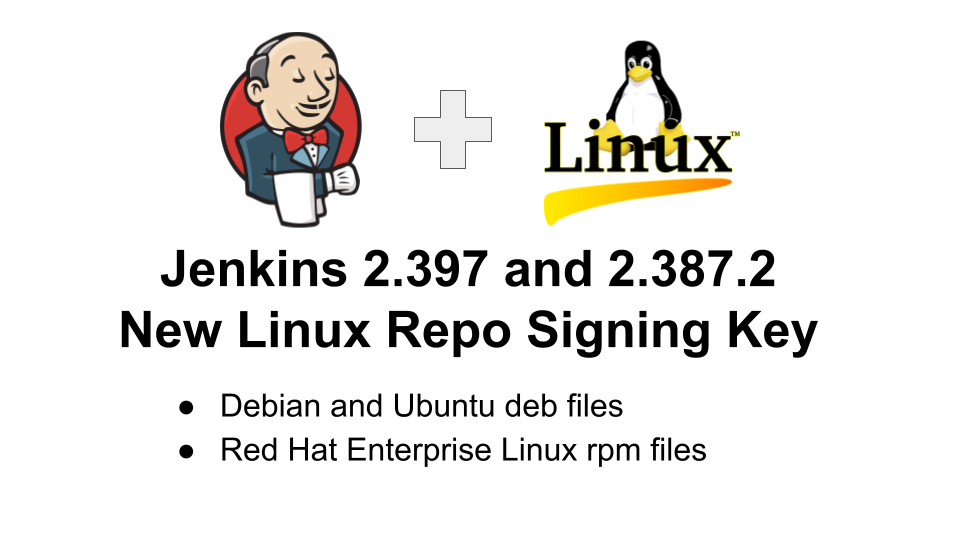 Linux™
Jenkins 2.397 and 2.387.2
New Linux Repo Signing Key
● Debian and Ubuntu deb files
● Red Hat Enterprise Linux rpm files